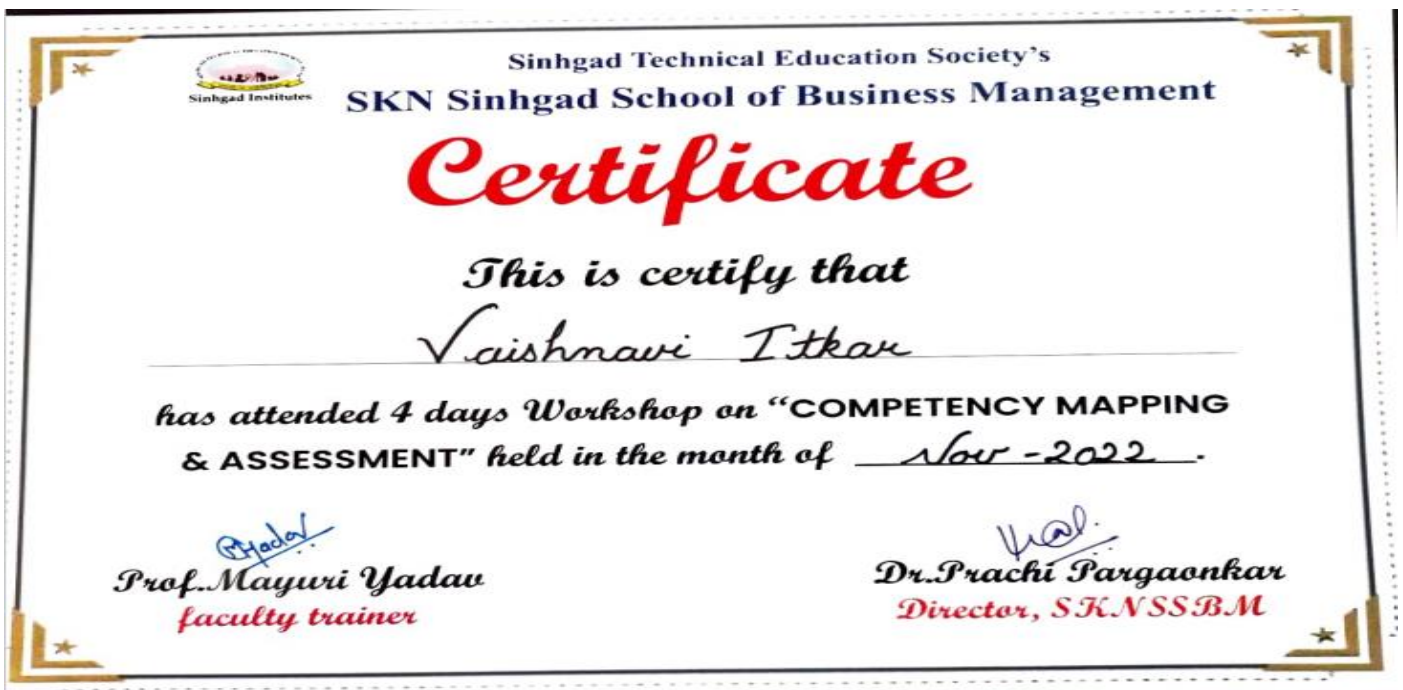 Sinhgad Technical Education Society's
Sinhgad Institutes
SKN Sinhgad School of Business Management
Certificate
This is certify that
Vaishnavi Itkar
has attended 4 days Workshop on “COMPETENCY MAPPING
& ASSESSMENT” held in the month of Nov - 2022.
Prof.Mayuri Yadav
faculty trainer
Dr.Prachi Pargaonkar
Director, SKNSSBM